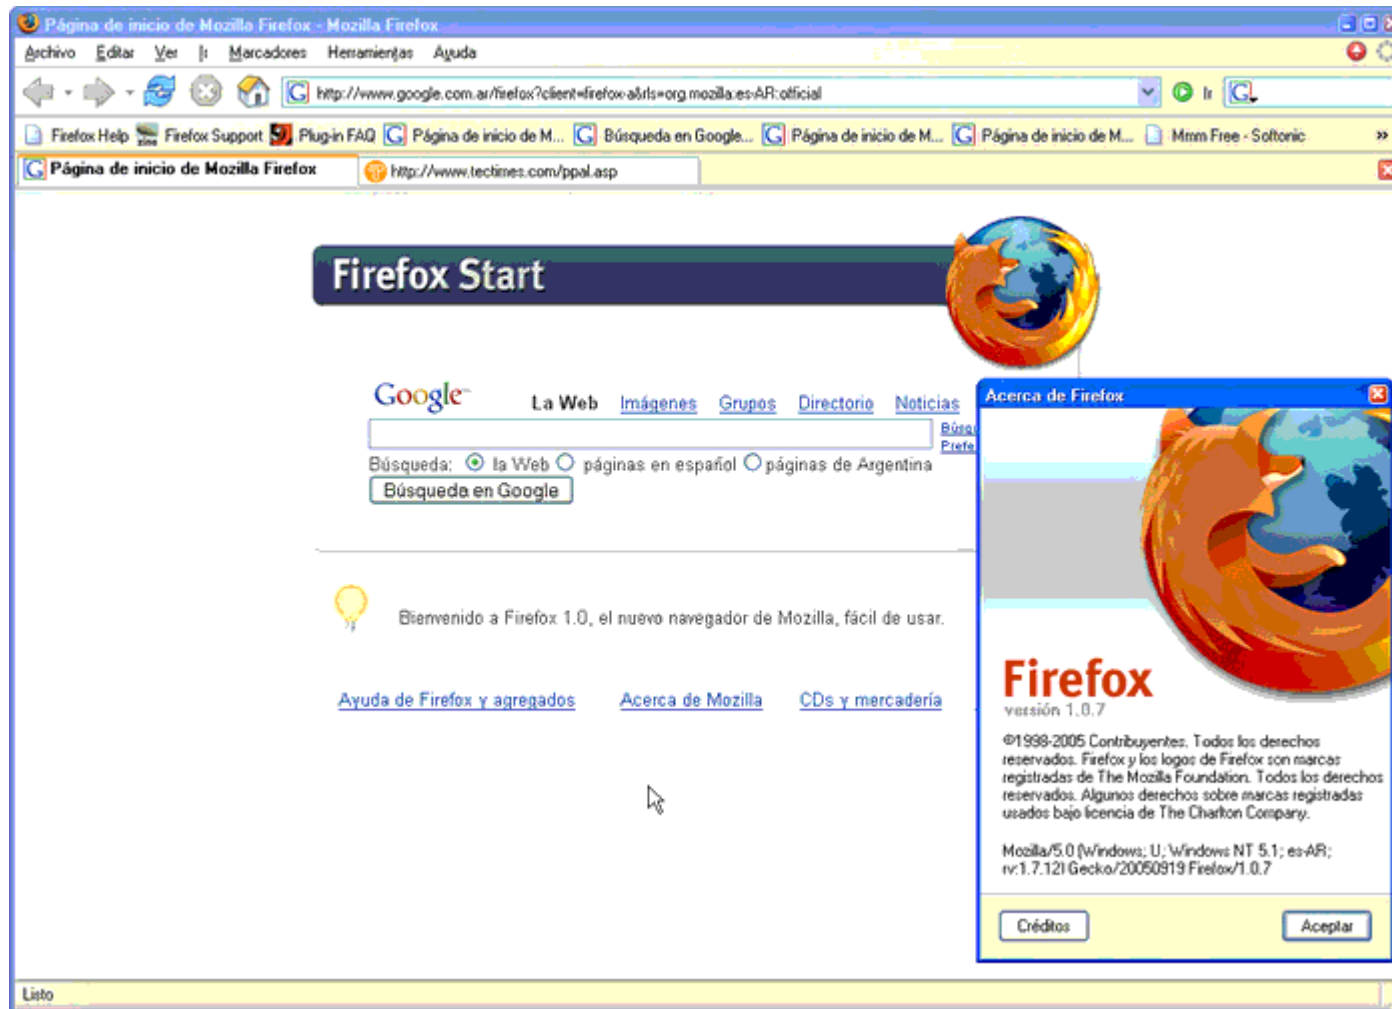 Página de inicio de Mozilla Firefox - Mozilla Firefox
Archivo Editar Ver Ir Marcadores Herramientas Ayuda
http://www.google.com.ar/firefox?client=firefox-a&rls=org.mozilla:es-AR:official Ir G
Firefox Help Firefox Support Plug-in FAQ Página de inicio de M... Búsqueda en Google... Página de inicio de M... Página de inicio de M... Mmm Free - Softonic »
Página de inicio de Mozilla Firefox http://www.tectimes.com/ppal.asp
Firefox Start
Google™ La Web Imágenes Grupos Directorio Noticias
Búsqueda: la Web páginas en español páginas de Argentina
Búsqueda en Google
Bienvenido a Firefox 1.0, el nuevo navegador de Mozilla, fácil de usar.
Ayuda de Firefox y agregados Acerca de Mozilla CDs y mercadería
Acerca de Firefox
Firefox
versión 1.0.7
©1998-2005 Contribuyentes. Todos los derechos
reservados. Firefox y los logos de Firefox son marcas
registradas de The Mozilla Foundation. Todos los derechos
reservados. Algunos derechos sobre marcas registradas
usados bajo licencia de The Charlton Company.
Mozilla/5.0 (Windows; U; Windows NT 5.1; es-AR;
rv:1.7.12) Gecko/20050919 Firefox/1.0.7
Créditos Aceptar
Listo